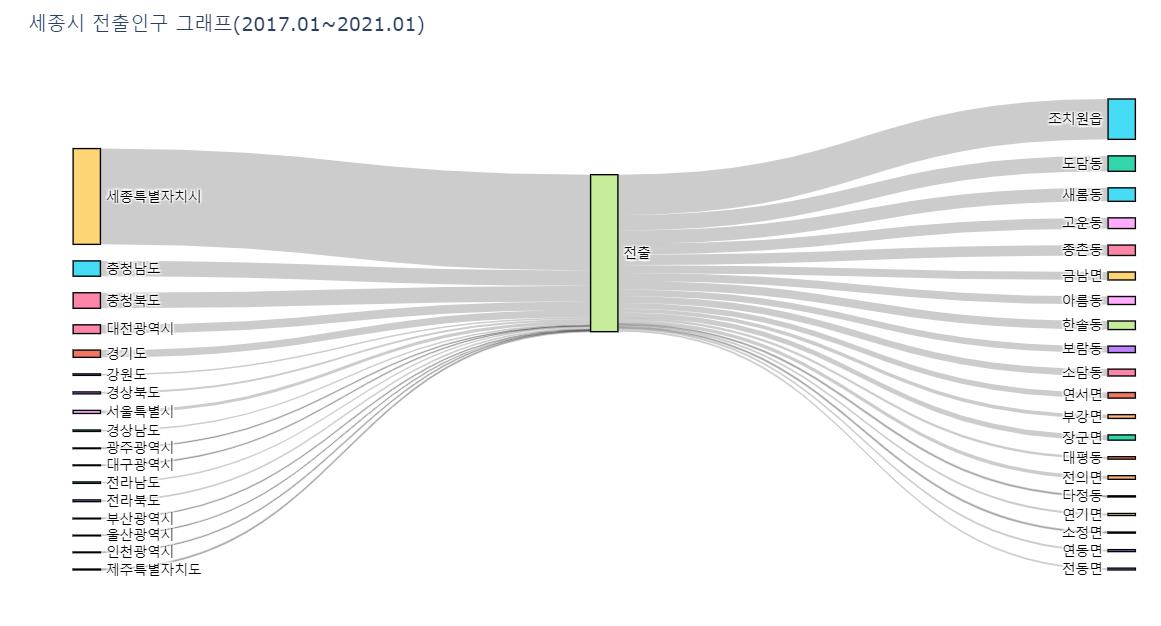 세종시 전출인구 그래프(2017.01~2021.01)
세종특별자치시
충청남도
충청북도
대전광역시
경기도
강원도
경상북도
서울특별시
경상남도
광주광역시
대구광역시
전라남도
전라북도
부산광역시
울산광역시
인천광역시
제주특별자치도
전출
조치원읍
도담동
새롬동
고운동
종촌동
금남면
아름동
한솔동
보람동
소담동
연서면
부강면
장군면
대평동
전의면
다정동
연기면
소정면
연동면
전동면